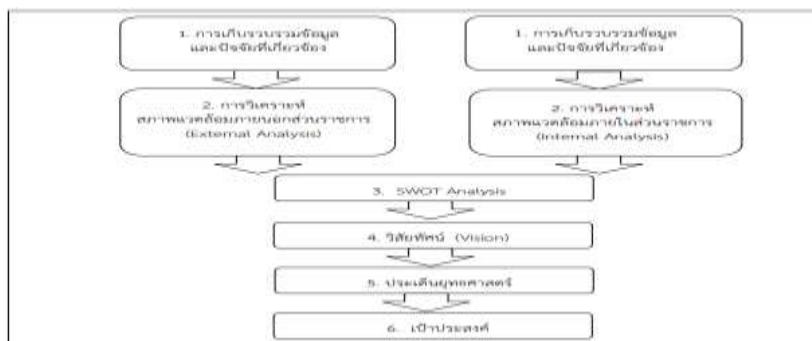 1. การเก็บรวบรวมข้อมูล
และปัจจัยที่เกี่ยวข้อง
1. การเก็บรวบรวมข้อมูล
และปัจจัยที่เกี่ยวข้อง
2. การวิเคราะห์
สภาพแวดล้อมภายนอกส่วนราชการ
(External Analysis)
2. การวิเคราะห์
สภาพแวดล้อมภายในส่วนราชการ
(Internal Analysis)
3. SWOT Analysis
4. วิสัยทัศน์ (Vision)
5. ประเด็นยุทธศาสตร์
6. เป้าประสงค์